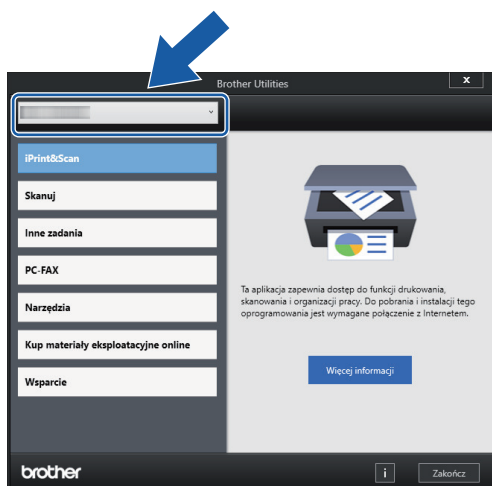 Brother Utilities
X
iPrint&Scan
Skanuj
Inne zadania
PC-FAX
Narzędzia
Kup materiały eksploatacyjne online
Wsparcie
Ta aplikacja zapewnia dostęp do funkcji drukowania,
skanowania i organizacji pracy. Do pobrania i instalacji tego
oprogramowania jest wymagane połączenie z Internetem.
Więcej informacji
brother
i
Zakończ